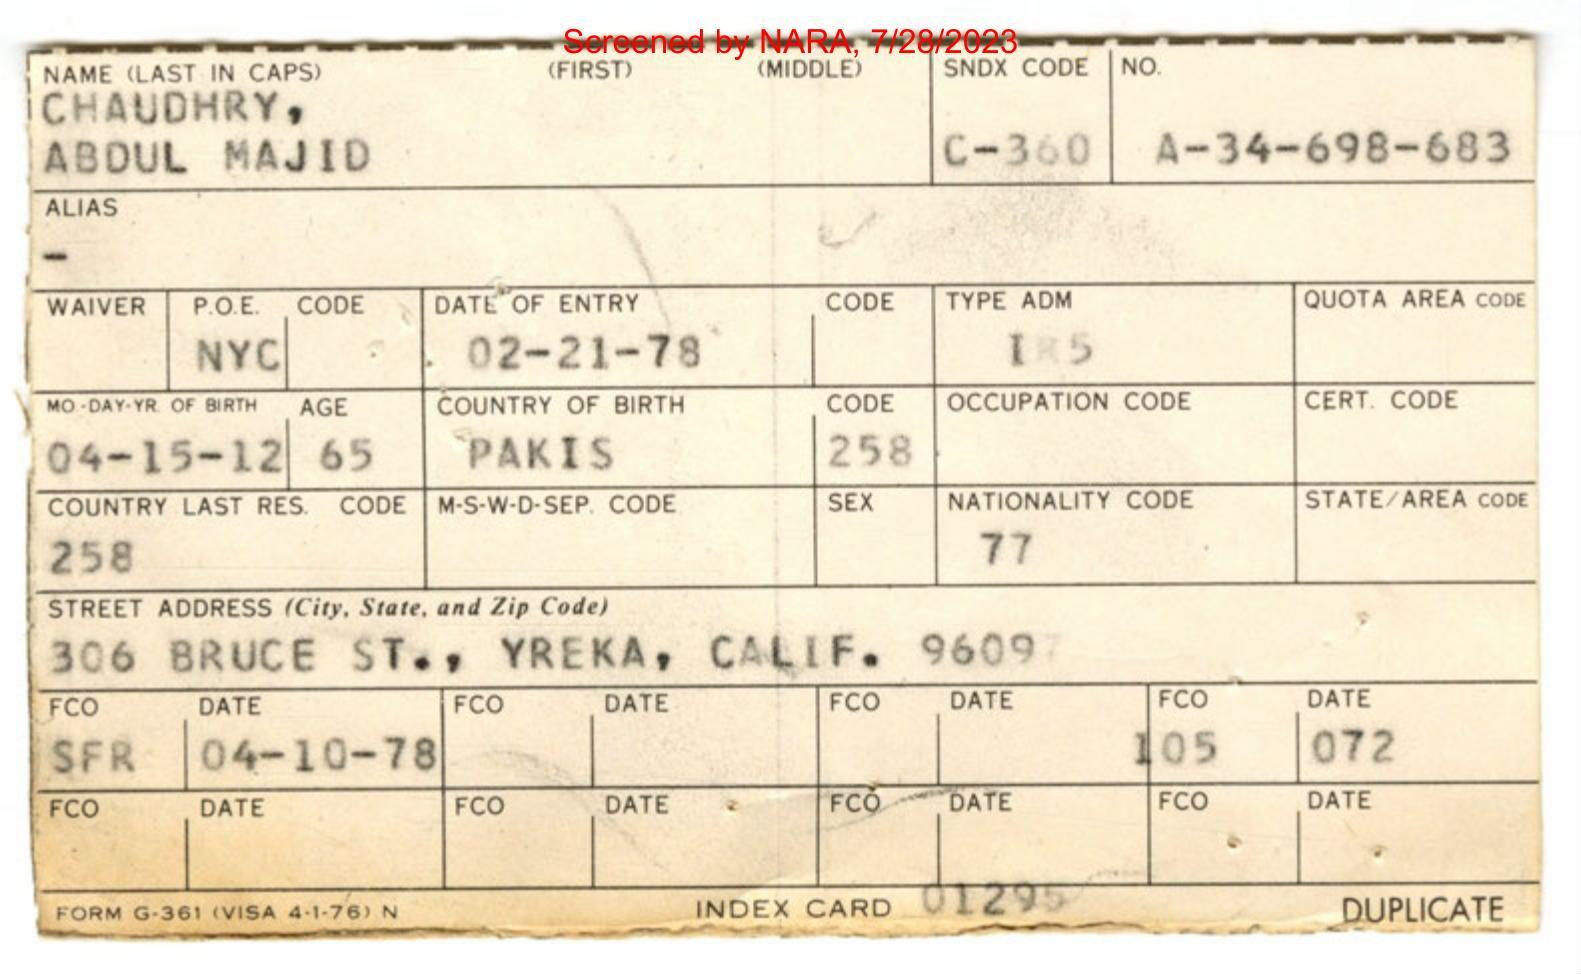 Screened by NARA, 7/28/2023
NAME (LAST IN CAPS) (FIRST) (MIDDLE) SNDX CODE NO.
CHAUDHRY,
ABDUL MAJID C-360 A-34-698-683
ALIAS
–
WAIVER P.O.E. CODE DATE OF ENTRY CODE TYPE ADM QUOTA AREA CODE
NYC 02-21-78 IR5
MO.-DAY-YR. OF BIRTH AGE COUNTRY OF BIRTH CODE OCCUPATION CODE CERT. CODE
04-15-12 65 PAKIS 258
COUNTRY LAST RES. CODE M-S-W-D-SEP. CODE SEX NATIONALITY CODE STATE/AREA CODE
258 77
STREET ADDRESS (City, State, and Zip Code)
306 BRUCE ST., YREKA, CALIF. 96097
FCO DATE FCO DATE FCO DATE FCO DATE
SFR 04-10-78 105 072
FCO DATE FCO DATE FCO DATE FCO DATE
FORM G-361 (VISA 4-1-76) N INDEX CARD 01295 DUPLICATE